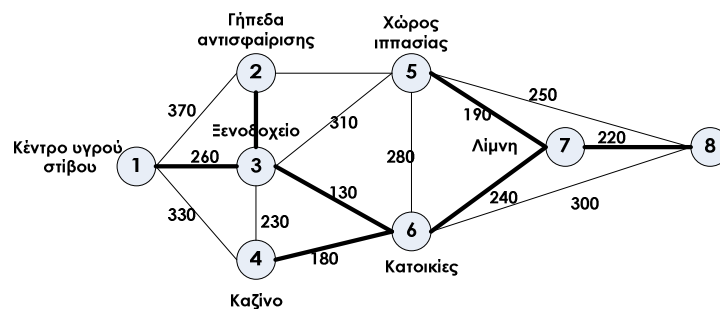 Γήπεδα
αντισφαίρισης
Χώρος
ιππασίας
2
5
370
250
190
310
Ξενοδοχείο
Λίμνη
7
220
8
Κέντρο υγρού
στίβου
1
260
3
280
130
240
330
230
300
6
4
180
Κατοικίες
Καζίνο